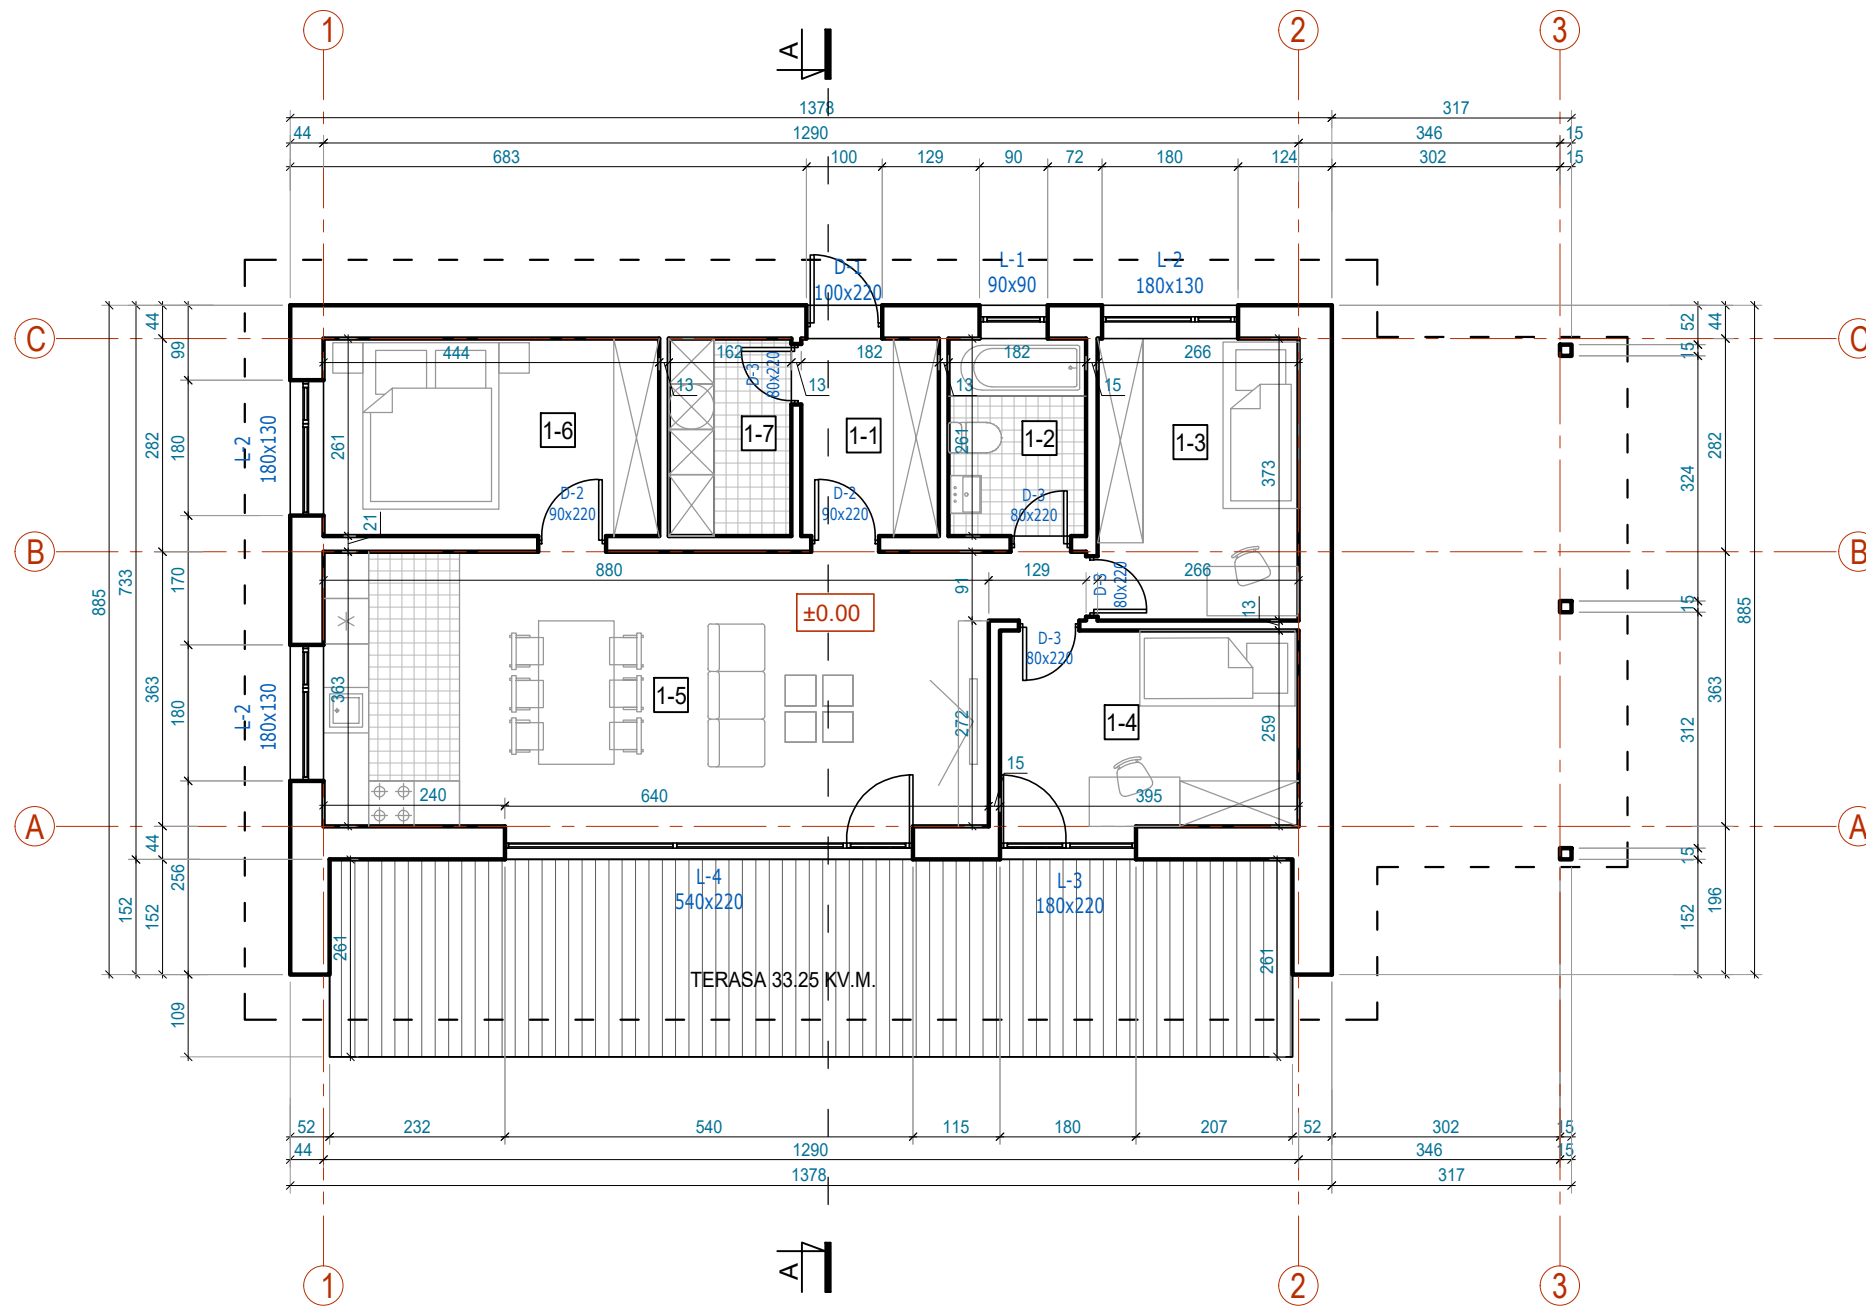 1 2 3
A
1378 317
44 1290 346 15
683 100 129 90 72 180 124 302 15
D-1
100x220
L-1
90x90
L-2
180x130
C C
44 99 52 44
444 162 182 182 266
D-3
80x220
13 13 13 15
15
L-2
180x130
282 180 261
1-6 1-7 1-1 1-2 1-3
261 373 324 282
21
D-2
90x220
D-2
90x220
D-3
80x220
B B
885 733 170
880 91 129 266
D-3
80x220
13 15 885
±0.00
D-3
80x220
L-2
180x130
363 180 363
1-5 272 1-4 259 312 363
15
240 640 395
A A
44 256 15
152 152
L-4
540x220
L-3
180x220
152 196
261 261
TERASA 33.25 KV.M.
109
52 232 540 115 180 207 52 302 15
44 1290 346 15
1378 317
A
1 2 3